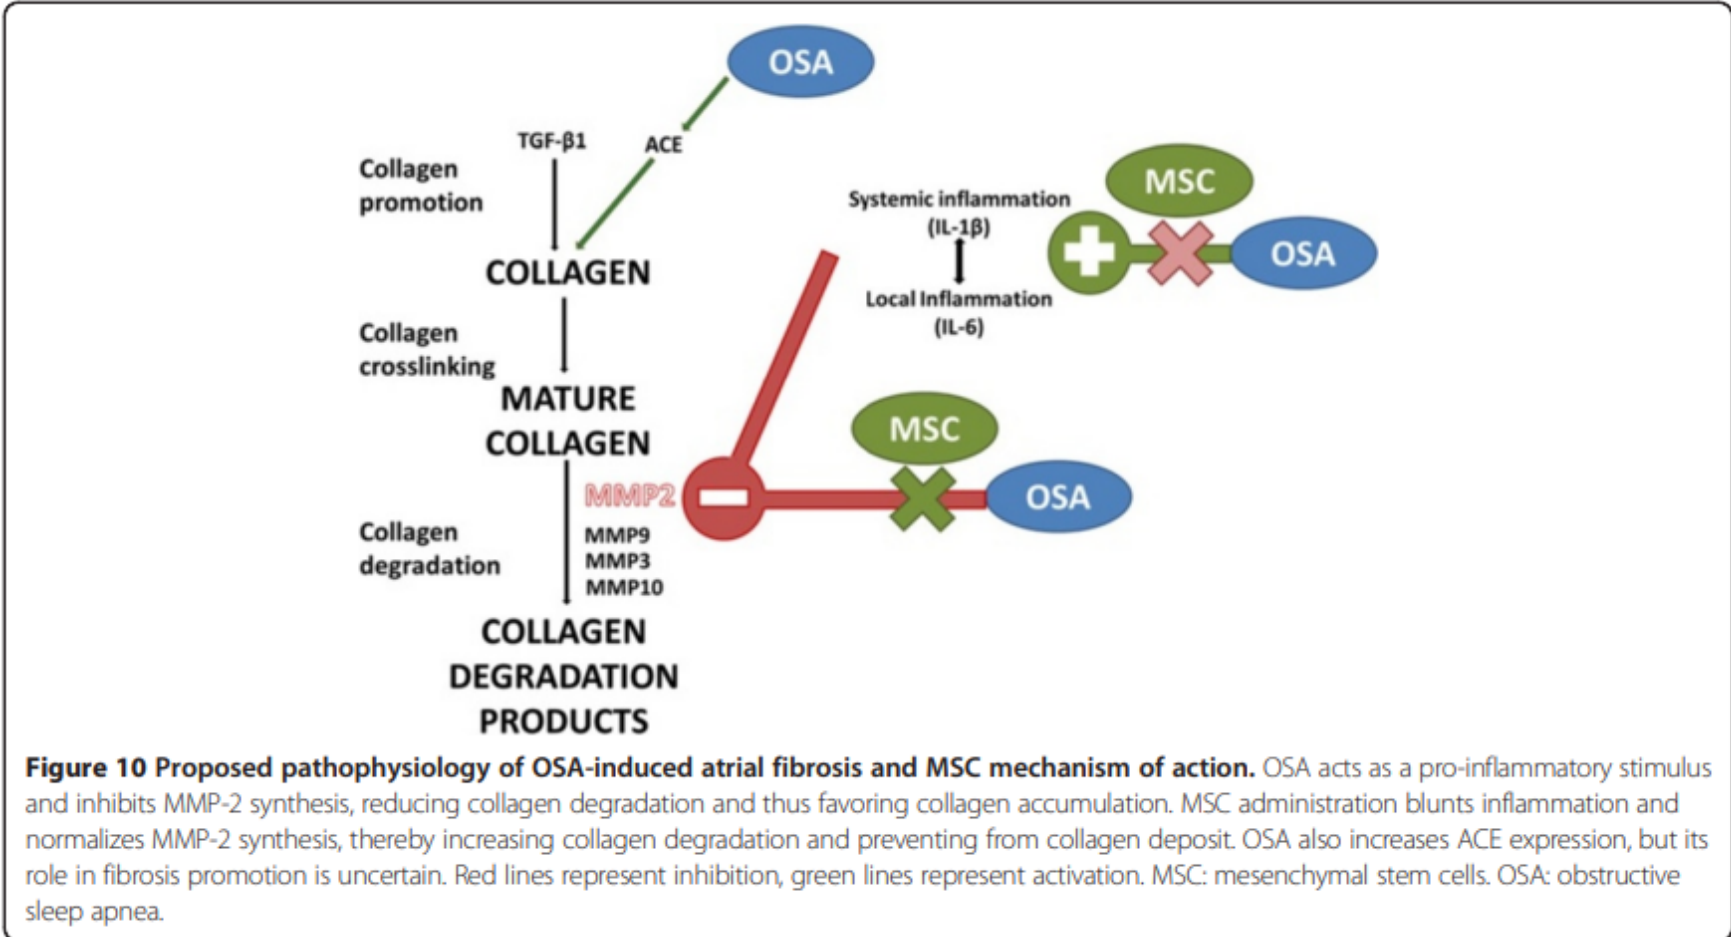 OSA
TGF-β1
ACE
Collagen
promotion
COLLAGEN
Systemic inflammation
(IL-1β)
Local Inflammation
(IL-6)
MSC
OSA
Collagen
crosslinking
MATURE
COLLAGEN
MSC
OSA
MMP2
MMP9
MMP3
MMP10
Collagen
degradation
COLLAGEN
DEGRADATION
PRODUCTS
Figure 10 Proposed pathophysiology of OSA-induced atrial fibrosis and MSC mechanism of action. OSA acts as a pro-inflammatory stimulus
and inhibits MMP-2 synthesis, reducing collagen degradation and thus favoring collagen accumulation. MSC administration blunts inflammation and
normalizes MMP-2 synthesis, thereby increasing collagen degradation and preventing from collagen deposit. OSA also increases ACE expression, but its
role in fibrosis promotion is uncertain. Red lines represent inhibition, green lines represent activation. MSC: mesenchymal stem cells. OSA: obstructive
sleep apnea.